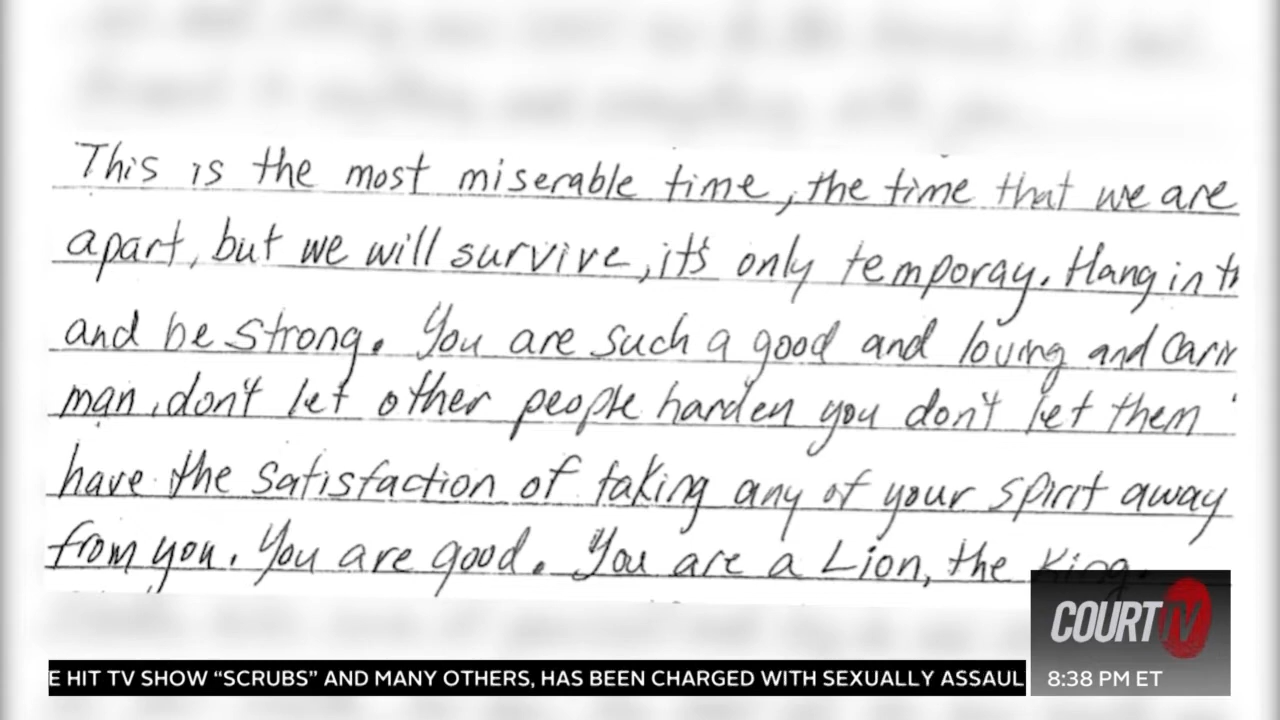 This is the most miserable time, the time that we are
apart, but we will survive, it's only temporay. Hang in th
and be strong. You are such a good and loving and carin
man, don't let other people harden you don't let them
have the satisfaction of taking any of your spirit away
from you. You are good. You are a Lion, the King.
COURT TV
E HIT TV SHOW “SCRUBS” AND MANY OTHERS, HAS BEEN CHARGED WITH SEXUALLY ASSAUL
8:38 PM ET